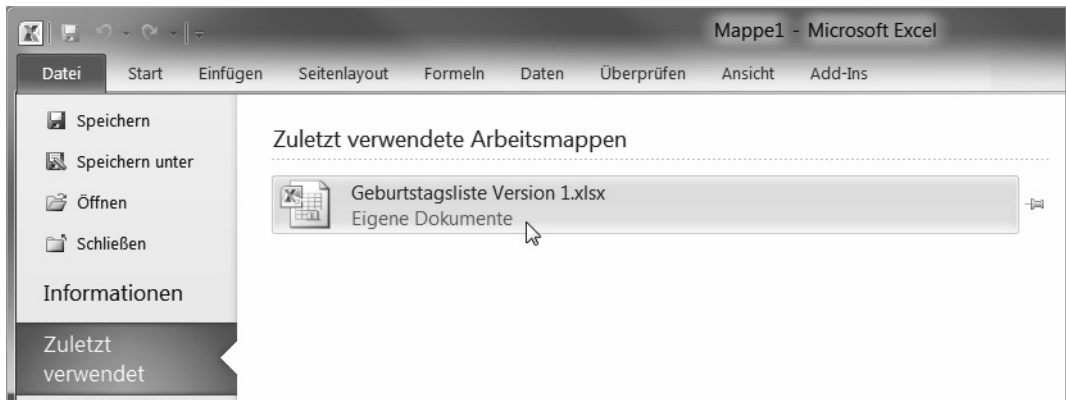 Mappe1 - Microsoft Excel
Datei Start Einfügen Seitenlayout Formeln Daten Überprüfen Ansicht Add-Ins
Speichern
Speichern unter
Öffnen
Schließen
Informationen
Zuletzt
verwendet
Zuletzt verwendete Arbeitsmappen
Geburtstagsliste Version 1.xlsx
Eigene Dokumente